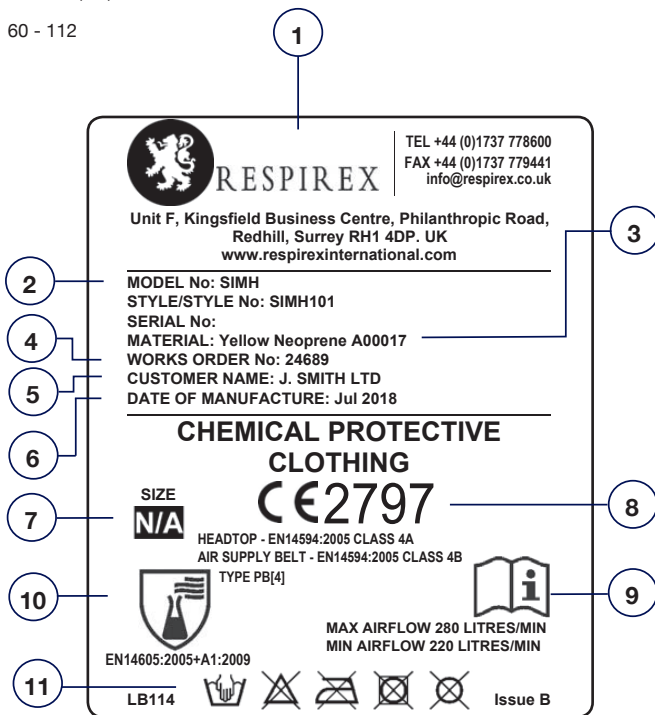 60 - 112
1
RESPIREX
TEL +44 (0)1737 778600
FAX +44 (0)1737 779441
info@respirex.co.uk
Unit F, Kingsfield Business Centre, Philanthropic Road,
Redhill, Surrey RH1 4DP. UK
www.respirexinternational.com
3
2
MODEL No: SIMH
STYLE/STYLE No: SIMH101
SERIAL No:
MATERIAL: Yellow Neoprene A00017
4
WORKS ORDER No: 24689
5
CUSTOMER NAME: J. SMITH LTD
DATE OF MANUFACTURE: Jul 2018
6
CHEMICAL PROTECTIVE
CLOTHING
7
SIZE
N/A
CE2797
8
HEADTOP - EN14594:2005 CLASS 4A
AIR SUPPLY BELT - EN14594:2005 CLASS 4B
TYPE PB[4]
10
i
9
MAX AIRFLOW 280 LITRES/MIN
MIN AIRFLOW 220 LITRES/MIN
EN14605:2005+A1:2009
11
LB114
Issue B